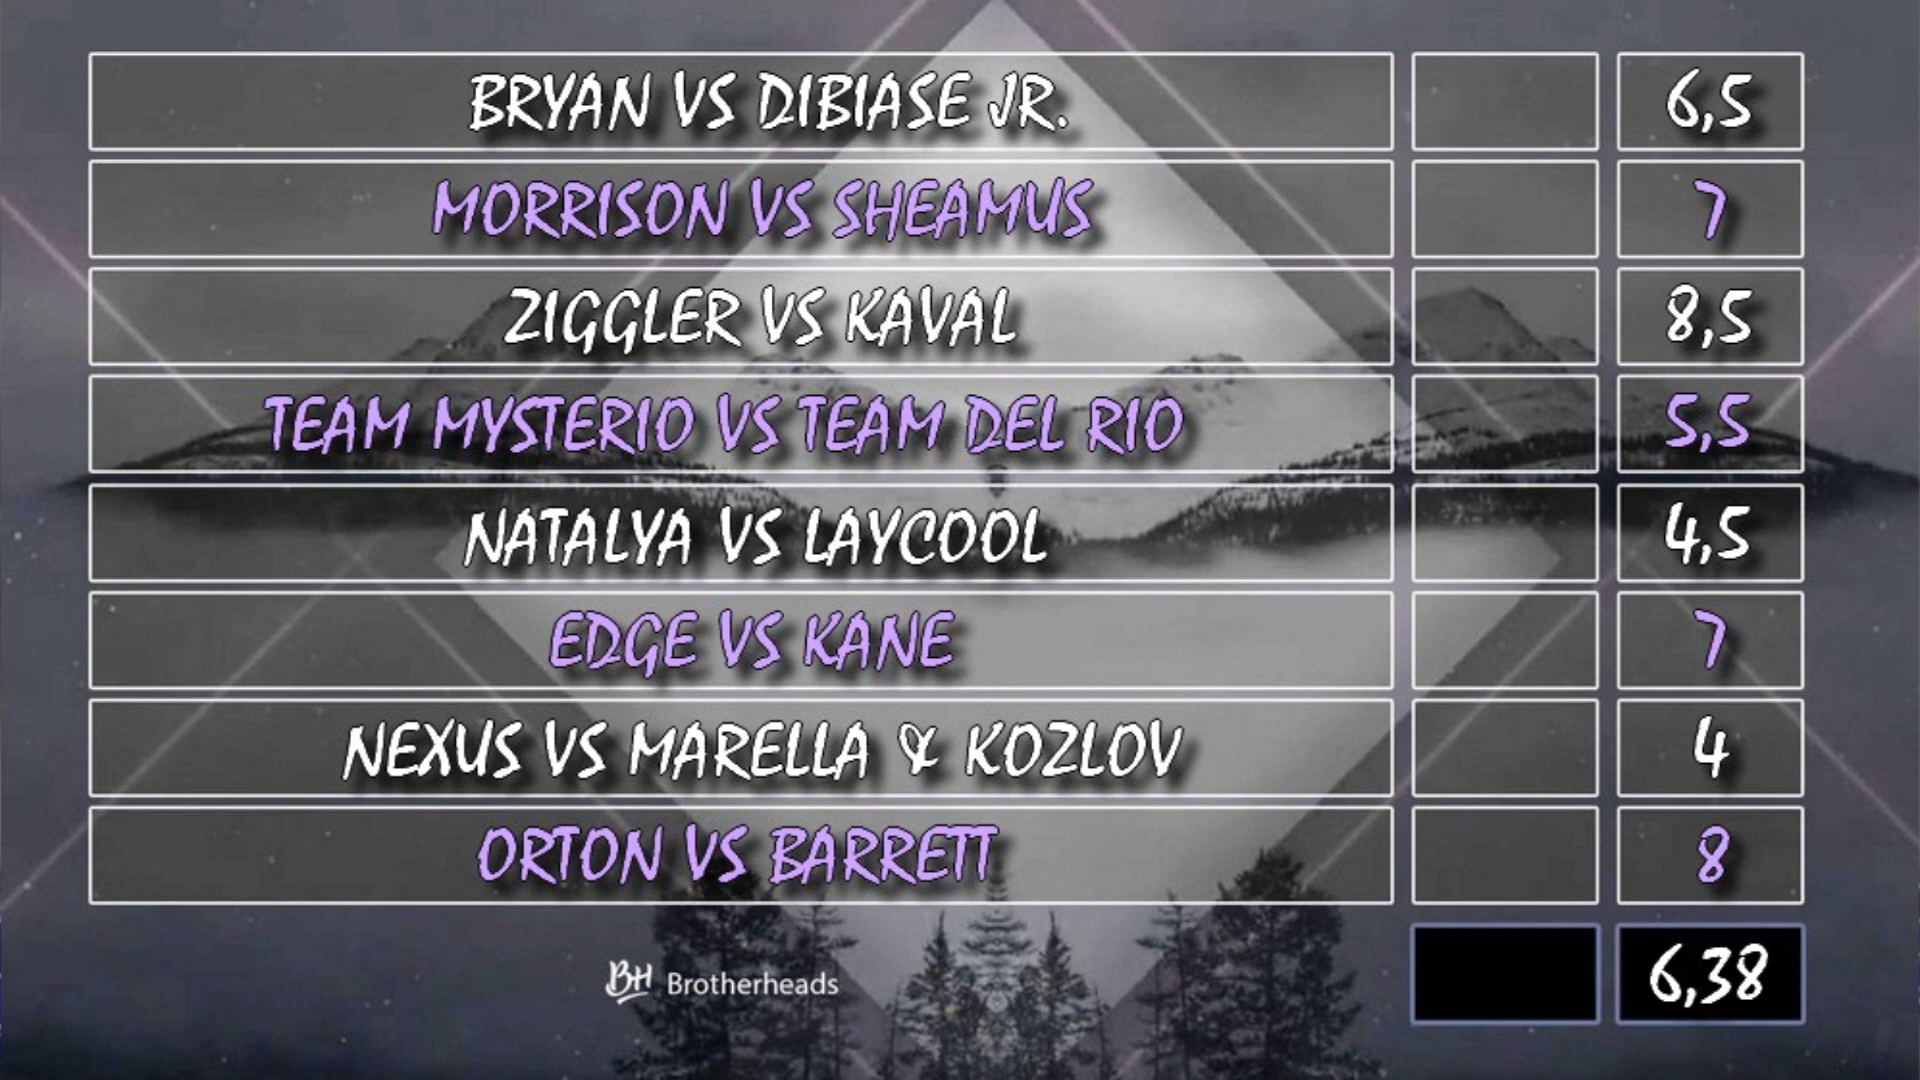 BRYAN VS DIBIASE JR. 6,5
MORRISON VS SHEAMUS 7
ZIGGLER VS KAVAL 8,5
TEAM MYSTERIO VS TEAM DEL RIO 5,5
NATALYA VS LAYCOOL 4,5
EDGE VS KANE 7
NEXUS VS MARELLA & KOZLOV 4
ORTON VS BARRETT 8
6,38
BH Brotherheads